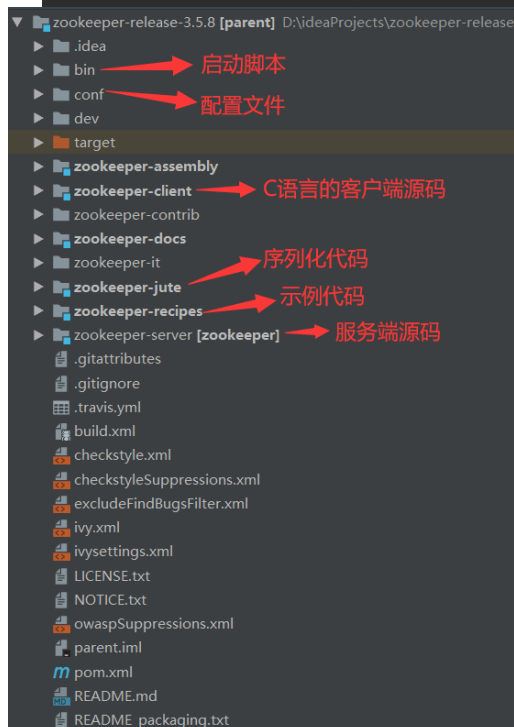 zookeeper-release-3.5.8 [parent] D:\ideaProjects\zookeeper-release
.idea
bin 启动脚本
conf 配置文件
dev
target
zookeeper-assembly
zookeeper-client C语言的客户端源码
zookeeper-contrib
zookeeper-docs
zookeeper-it
zookeeper-jute 序列化代码
zookeeper-recipes 示例代码
zookeeper-server [zookeeper] 服务端源码
.gitattributes
.gitignore
.travis.yml
build.xml
checkstyle.xml
checkstyleSuppressions.xml
excludeFindBugsFilter.xml
ivy.xml
ivysettings.xml
LICENSE.txt
NOTICE.txt
owaspSuppressions.xml
parent.iml
pom.xml
README.md
README_packaging.txt